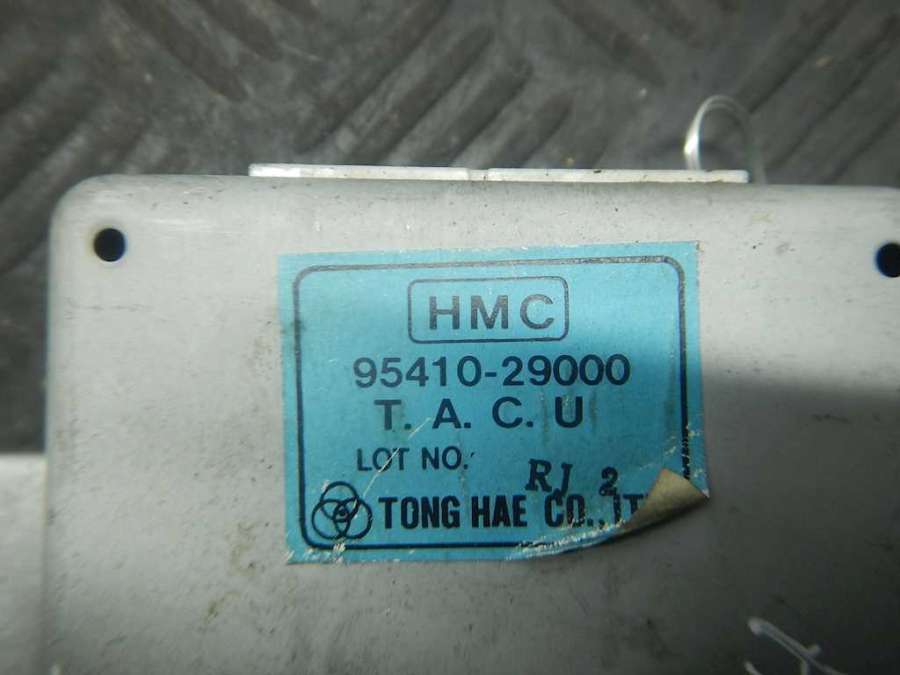 HMC
95410-29000
T. A. C. U
LOT NO.
RJ 2
TONG HAE CO.,